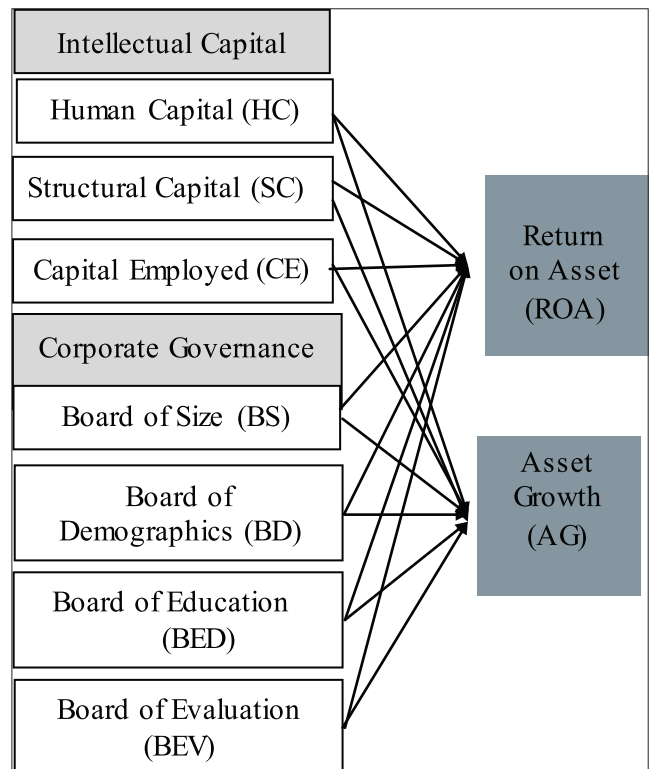 Intellectual Capital
Human Capital (HC)
Structural Capital (SC)
Capital Employed (CE)
Corporate Governance
Board of Size (BS)
Board of
Demographics (BD)
Board of Education
(BED)
Board of Evaluation
(BEV)
Return
on Asset
(ROA)
Asset
Growth
(AG)